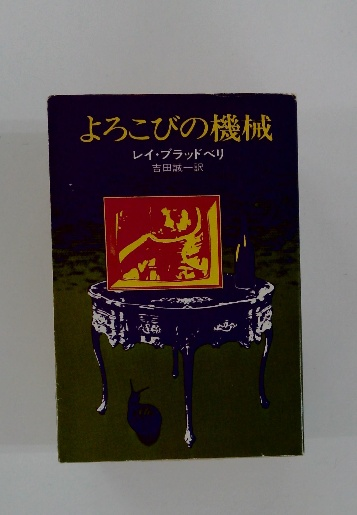 よろこびの機械
レイ・ブラッドベリ
吉田誠一訳